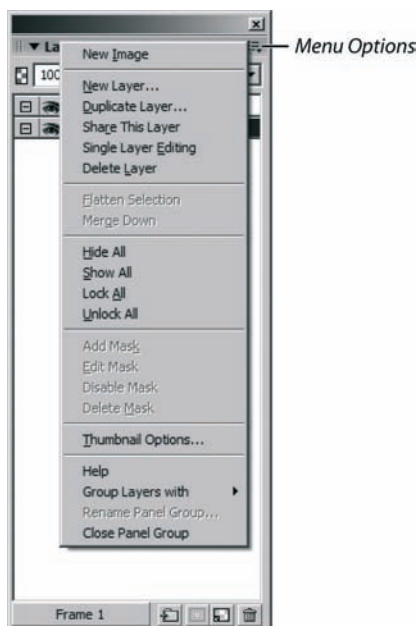 La
Menu Options
100
New Image
New Layer...
Duplicate Layer...
Share This Layer
Single Layer Editing
Delete Layer
Flatten Selection
Merge Down
Hide All
Show All
Lock All
Unlock All
Add Mask
Edit Mask
Disable Mask
Delete Mask
Thumbnail Options...
Help
Group Layers with
Rename Panel Group...
Close Panel Group
Frame 1